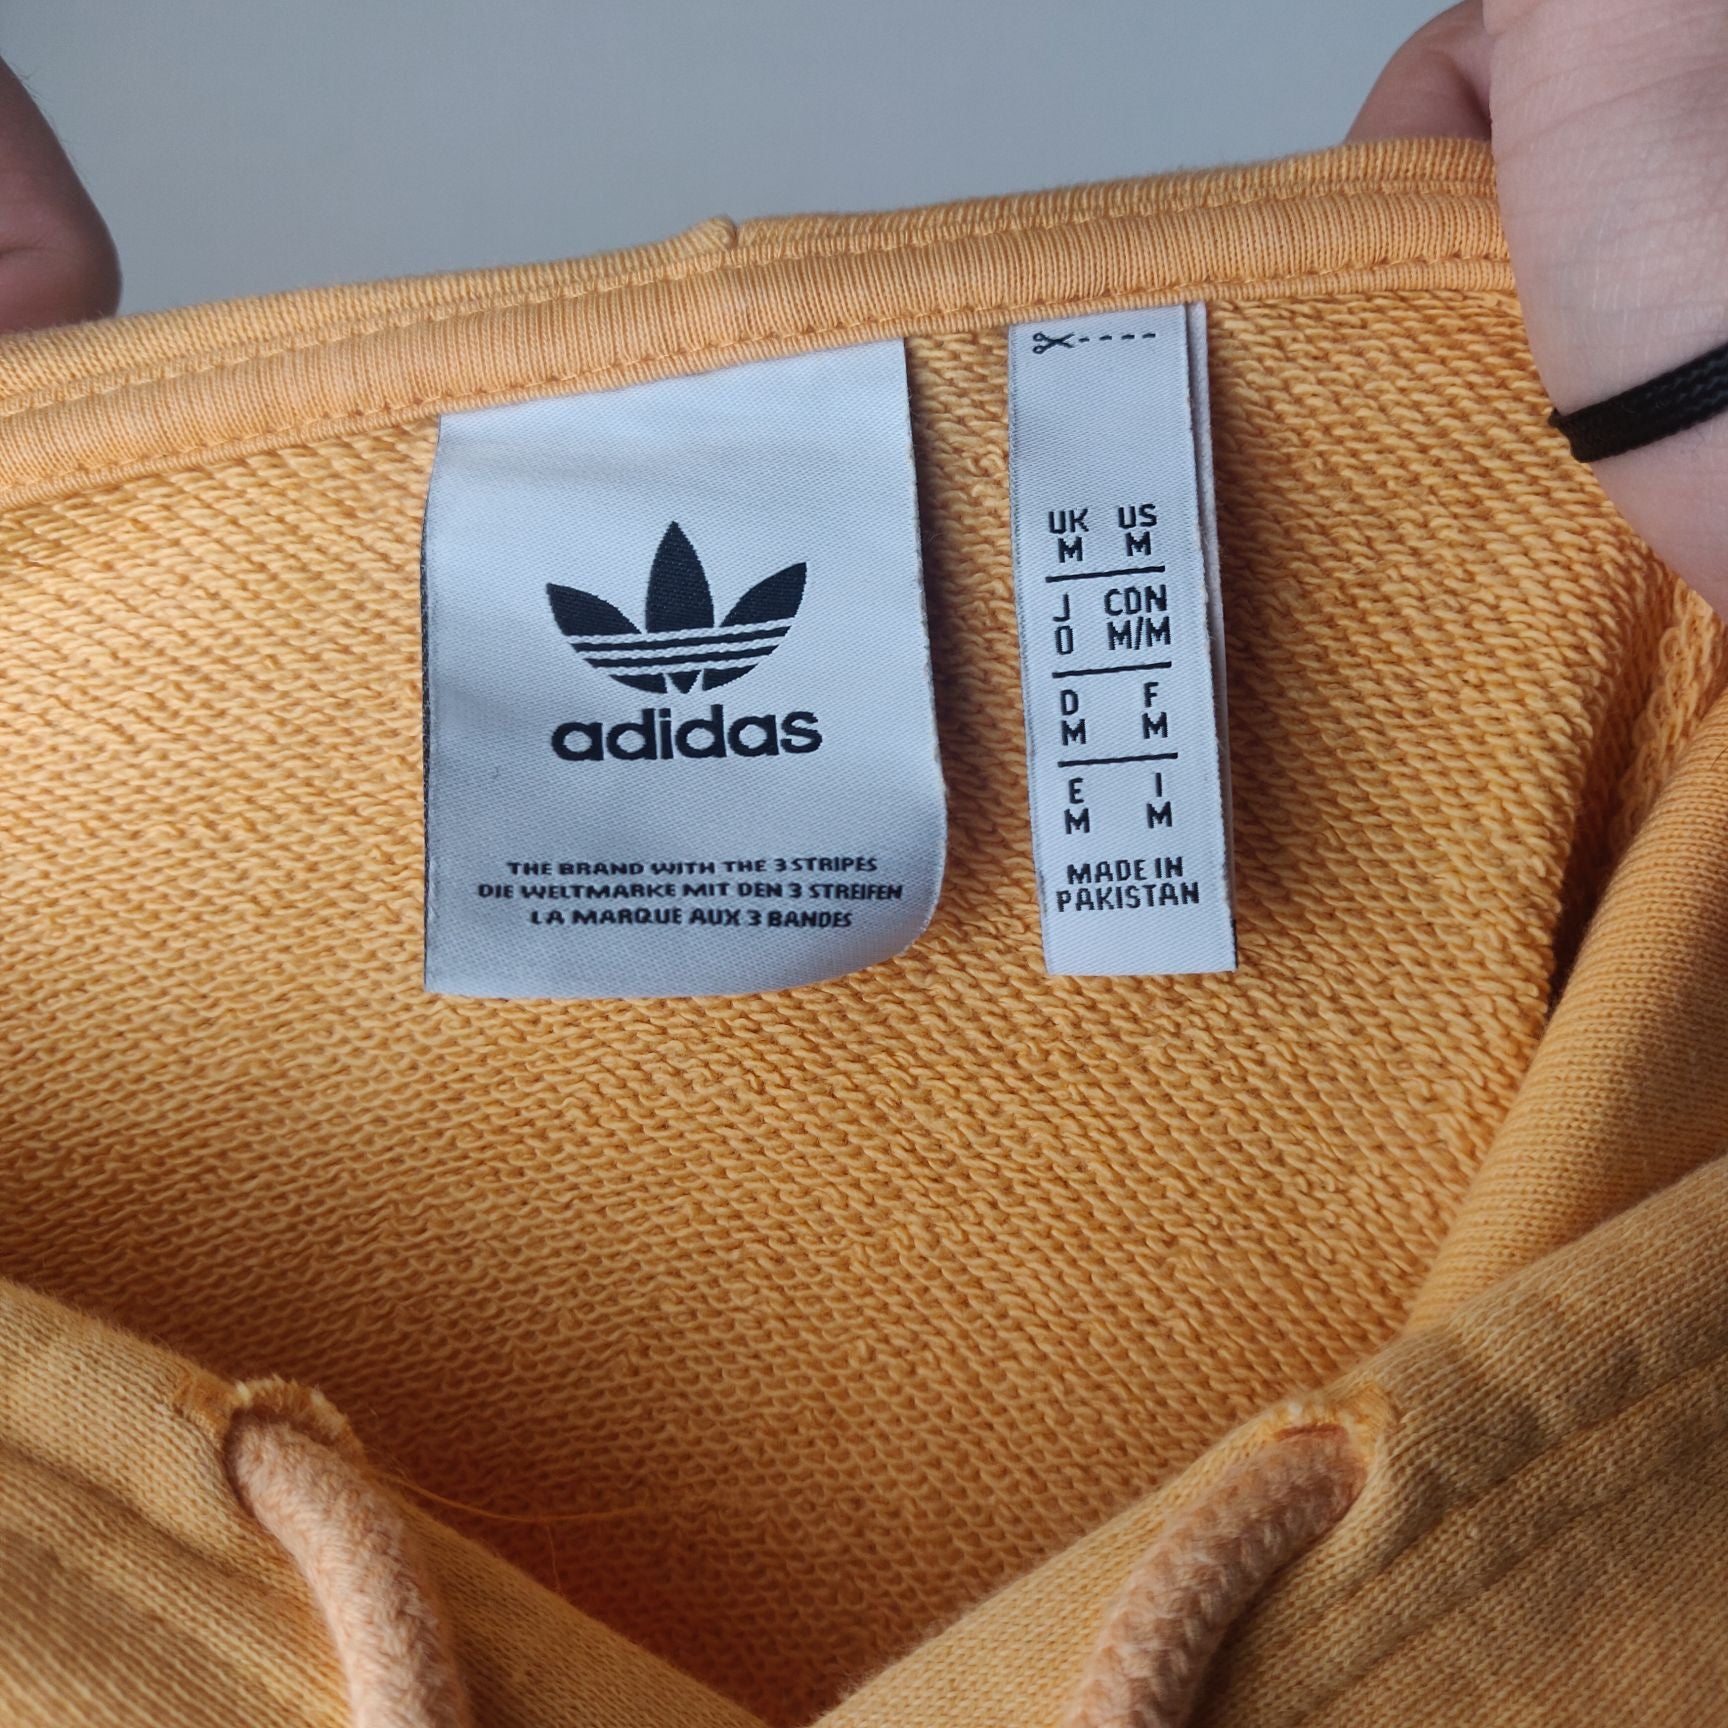 adidas
THE BRAND WITH THE 3 STRIPES
DIE WELTMARKE MIT DEN 3 STREIFEN
LA MARQUE AUX 3 BANDES
UK US
M M
J CDN
O M/M
D F
M M
E I
M M
MADE IN
PAKISTAN